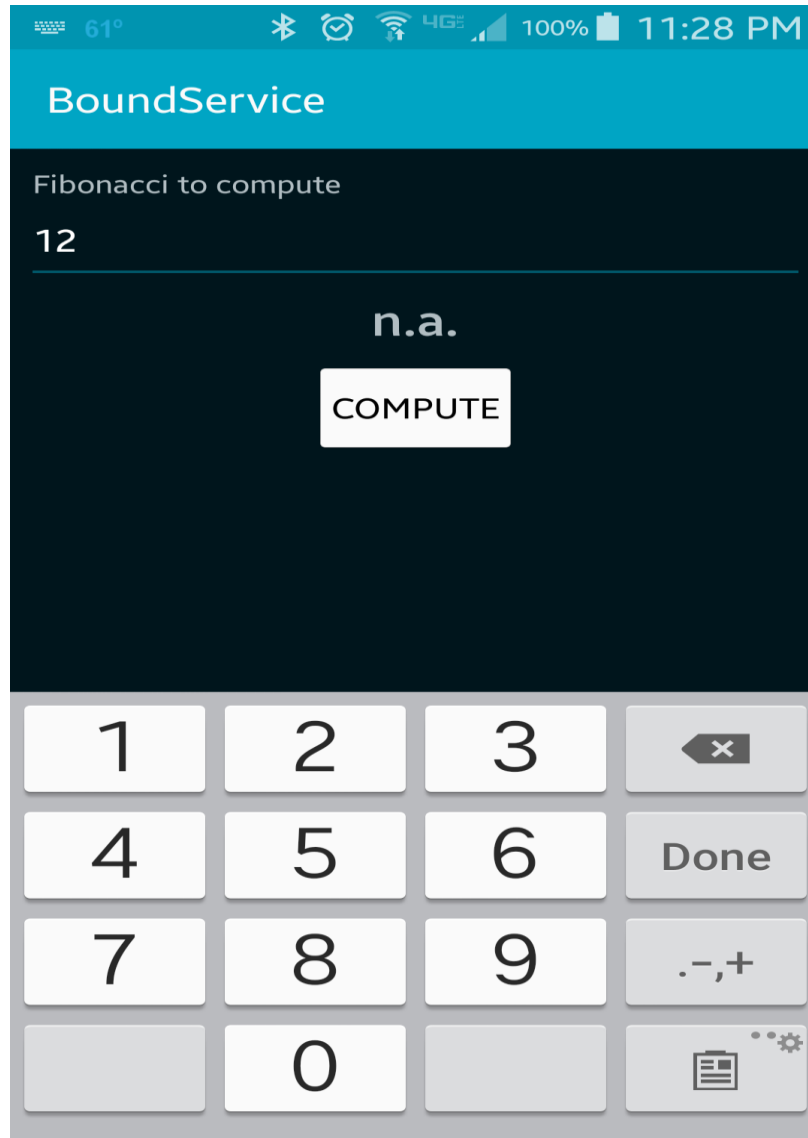 61° 4GE 100% 11:28 PM
BoundService
Fibonacci to compute
12
n.a.
COMPUTE
1 2 3
4 5 6 Done
7 8 9 .-,+
0